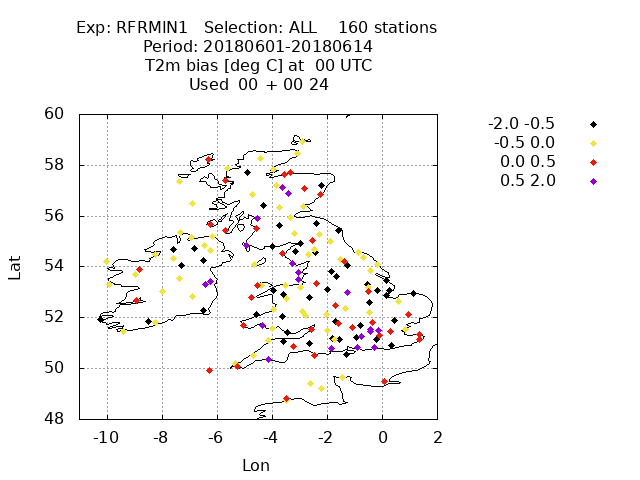 Exp: RFRMIN1 Selection: ALL 160 stations
Period: 20180601-20180614
T2m bias [deg C] at 00 UTC
Used 00 + 00 24
-2.0 -0.5
-0.5 0.0
0.0 0.5
0.5 2.0
60
58
56
54
52
50
48
Lat
-10 -8 -6 -4 -2 0 2
Lon